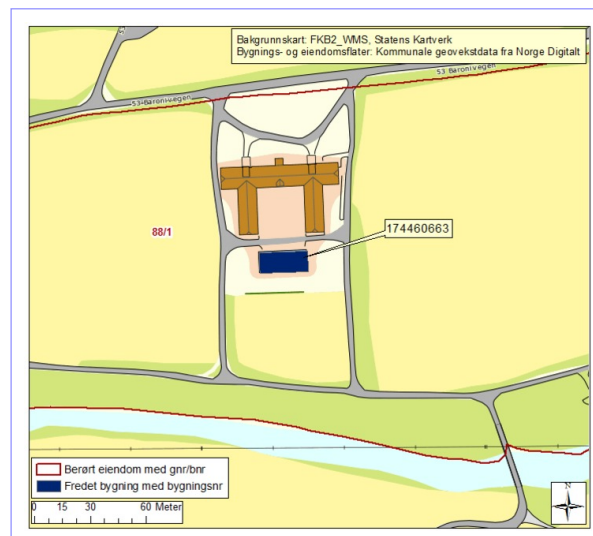 Bakgrunnskart: FKB2_WMS, Statens Kartverk
Bygnings- og eiendomsflater: Kommunale geovekstdata fra Norge Digitalt
53 Baronivegen
53 Baronivegen
174460663
88/1
Berørt eiendom med gnr/bnr
Fredet bygning med bygningsnr
0 15 30 60 Meter
N